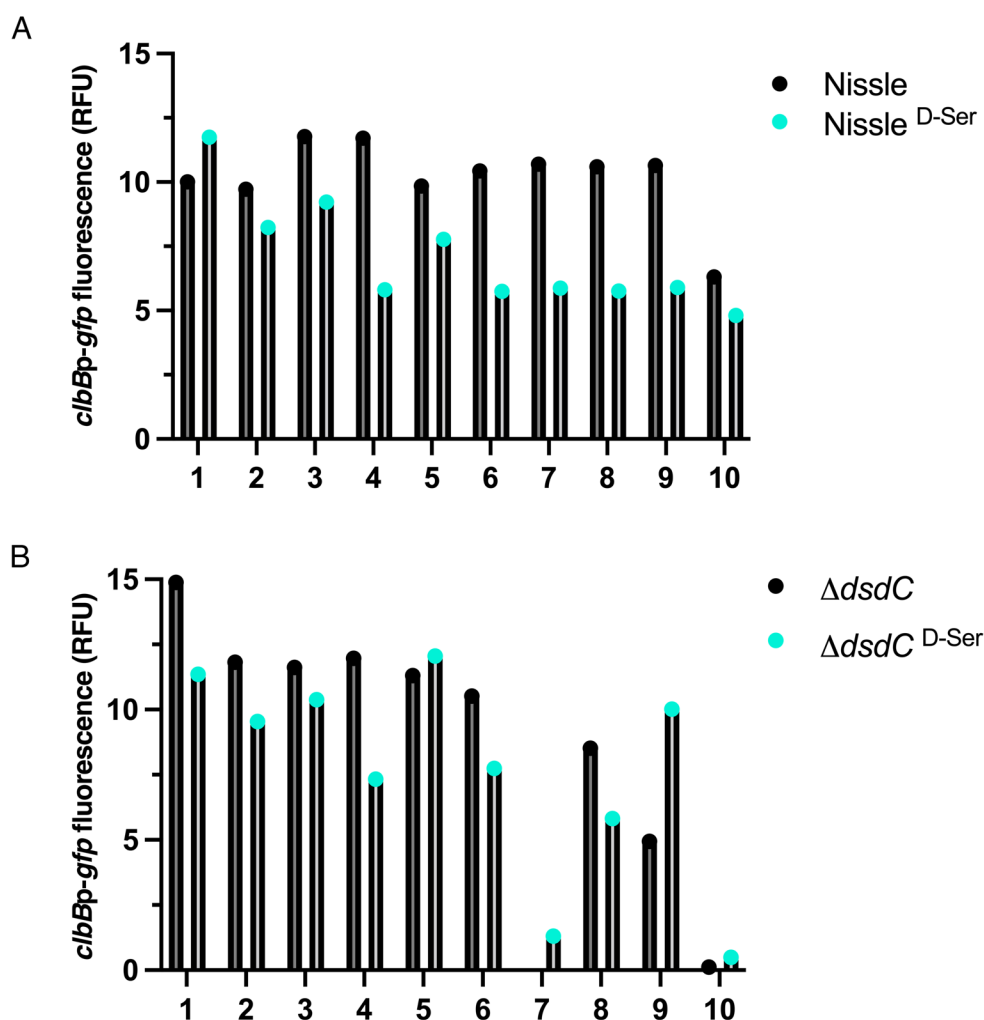 A
clbBp-gfp fluorescence (RFU)
15
10
5
0
1 2 3 4 5 6 7 8 9 10
Nissle
Nissle D-Ser
B
clbBp-gfp fluorescence (RFU)
15
10
5
0
1 2 3 4 5 6 7 8 9 10
ΔdsdC
ΔdsdC D-Ser